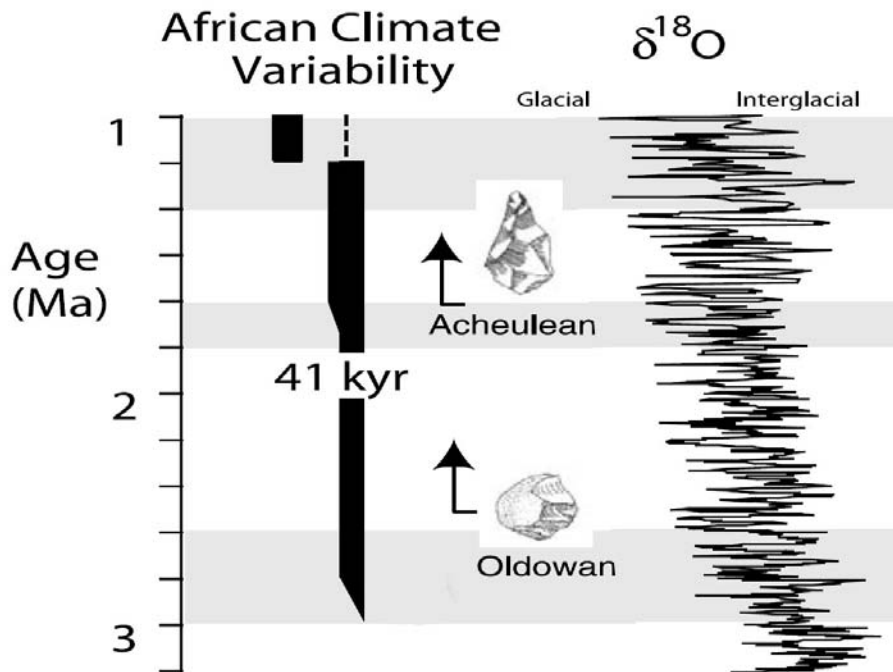 African Climate
Variability
δ18O
Glacial
Interglacial
1
Age
(Ma)
Acheulean
41 kyr
2
Oldowan
3